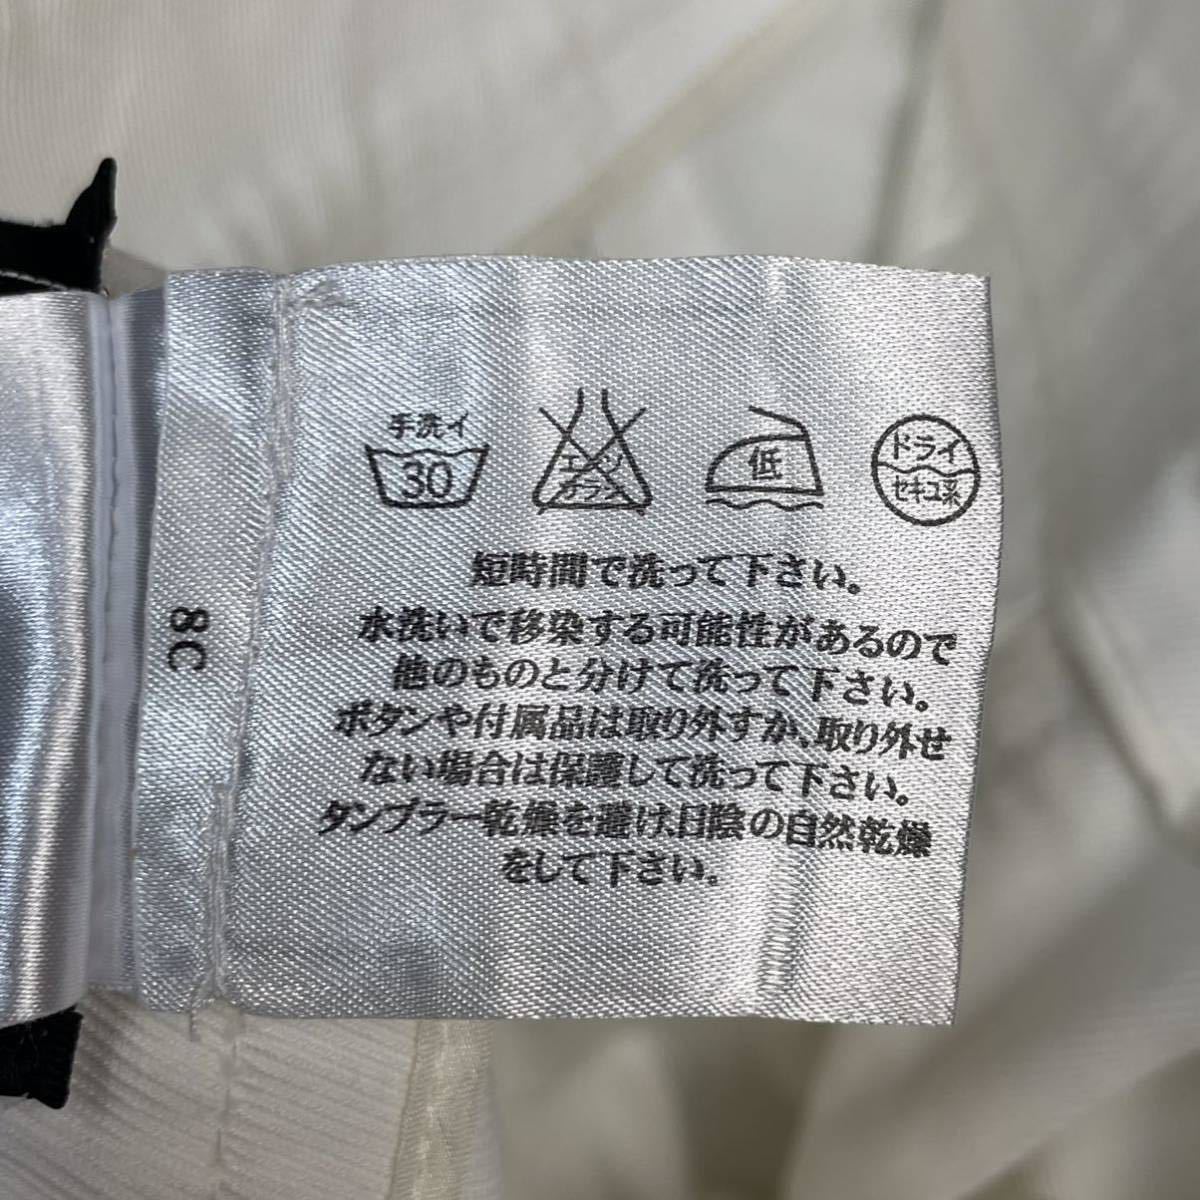 手洗イ
30
エンソ
サラシ
低
ドライ
セキユ系
短時間で洗って下さい。
水洗いで移染する可能性があるので
他のものと分けて洗って下さい。
ボタンや付属品は取り外すか、取り外せ
ない場合は保護して洗って下さい。
タンブラー乾燥を避け、日陰の自然乾燥
をして下さい。
8C